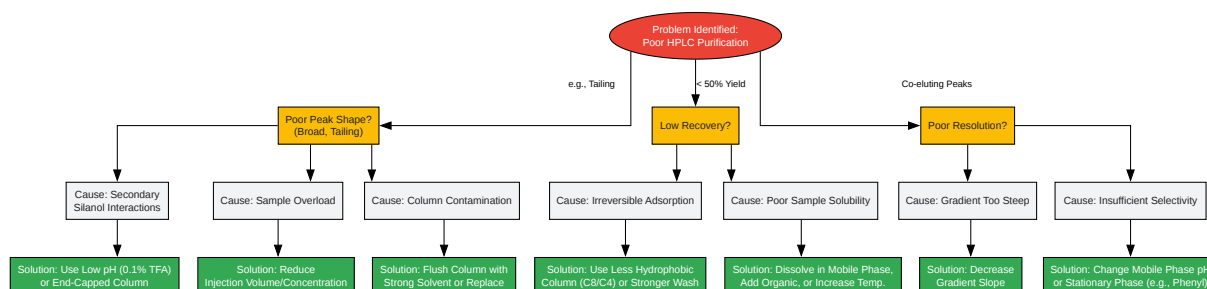 Problem Identified:
Poor HPLC Purification
e.g., Tailing
< 50% Yield
Co-eluting Peaks
Poor Peak Shape?
(Broad, Tailing)
Low Recovery?
Poor Resolution?
Cause: Secondary
Silanol Interactions
Cause: Sample Overload
Cause: Column Contamination
Cause: Irreversible Adsorption
Cause: Poor Sample Solubility
Cause: Gradient Too Steep
Cause: Insufficient Selectivity
Solution: Use Low pH (0.1% TFA)
or End-Capped Column
Solution: Reduce
Injection Volume/Concentration
Solution: Flush Column with
Strong Solvent or Replace
Solution: Use Less Hydrophobic
Column (C8/C4) or Stronger Wash
Solution: Dissolve in Mobile Phase,
Add Organic, or Increase Temp.
Solution: Decrease
Gradient Slope
Solution: Change Mobile Phase pH
or Stationary Phase (e.g., Phenyl)